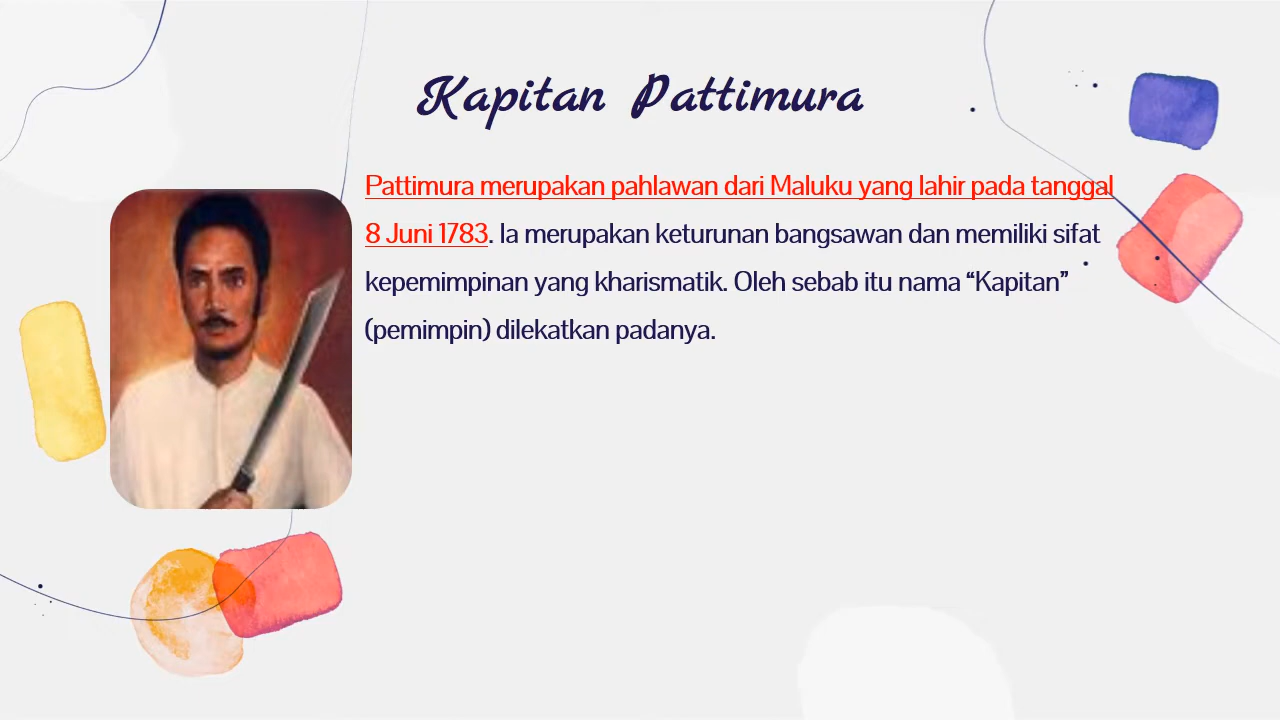 Kapitan Pattimura
Pattimura merupakan pahlawan dari Maluku yang lahir pada tanggal
8 Juni 1783. Ia merupakan keturunan bangsawan dan memiliki sifat
kepemimpinan yang kharismatik. Oleh sebab itu nama “Kapitan”
(pemimpin) dilekatkan padanya.